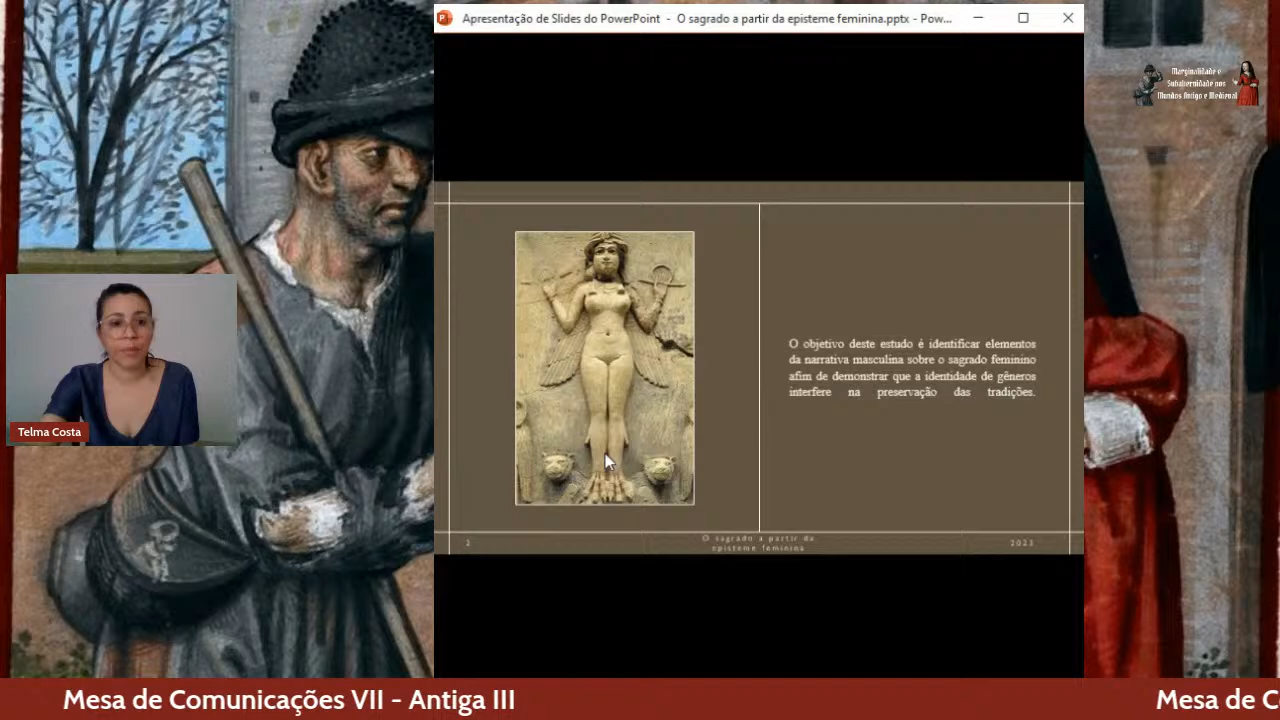 Apresentação de Slides do PowerPoint - O sagrado a partir da episteme feminina.pptx - Pow...
Marginalidade e
Subalternidade nos
Mundos Antigo e Medieval
O objetivo deste estudo é identificar elementos
da narrativa masculina sobre o sagrado feminino
afim de demonstrar que a identidade de gêneros
interfere na preservação das tradições.
Telma Costa
2
O sagrado a partir da
episteme feminina
2023
Mesa de Comunicações VII - Antiga III
Mesa de C